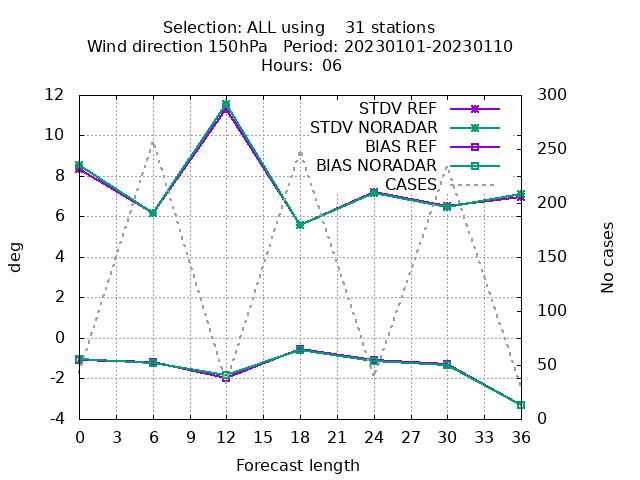 Selection: ALL using    31 stations
Wind direction 150hPa   Period: 20230101-20230110
Hours: 06
STDV REF
STDV NORADAR
BIAS REF
BIAS NORADAR
CASES
12
10
8
6
4
2
0
-2
-4
deg
300
250
200
150
100
50
0
No cases
0 3 6 9 12 15 18 21 24 27 30 33 36
Forecast length